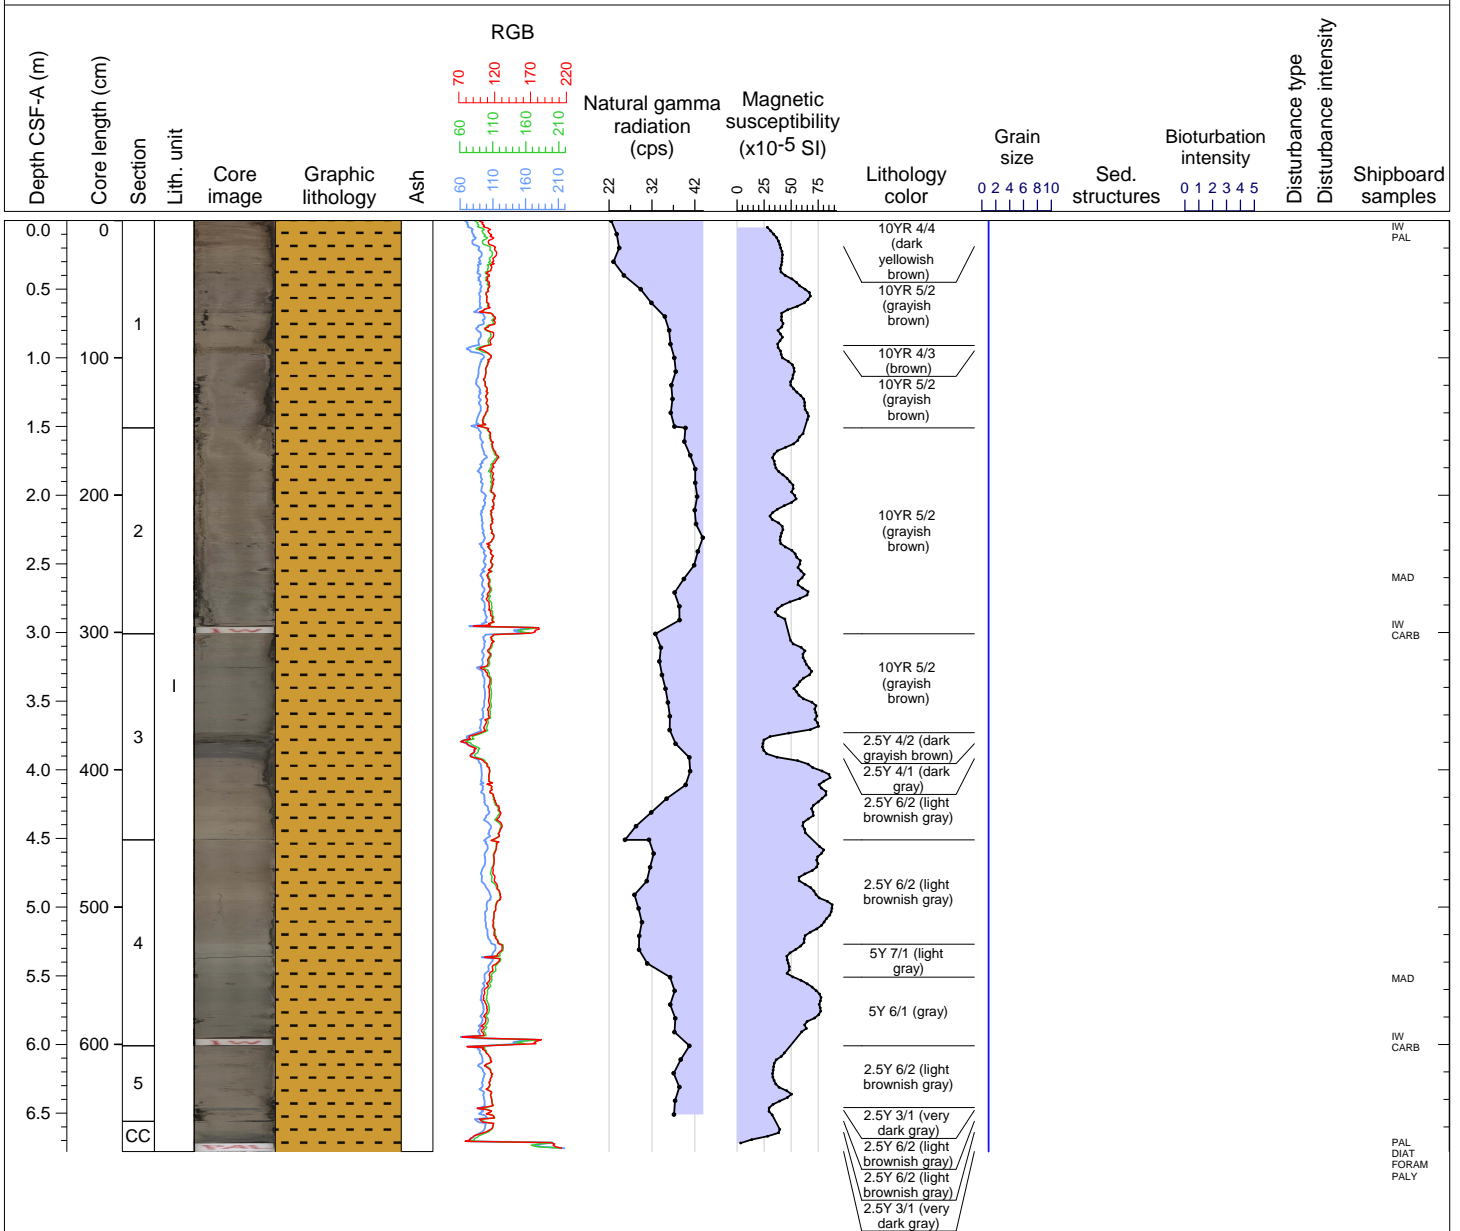 RGB
70 120 170 220
60 110 160 210
60 110 160 210
Depth CSF-A (m)
Core length (cm)
Section
Lith. unit
Core
image
Graphic
lithology
Ash
Natural gamma
radiation
(cps)
22 32 42
Magnetic
susceptibility
(x10-5 SI)
0 25 50 75
Lithology
color
Grain
size
0 2 4 6 8 10
Sed.
structures
Bioturbation
intensity
0 1 2 3 4 5
Disturbance type
Disturbance intensity
Shipboard
samples
0.0
0.5
1.0
1.5
2.0
2.5
3.0
3.5
4.0
4.5
5.0
5.5
6.0
6.5
0
100
200
300
400
500
600
1
2
3
4
5
CC
I
IW
IW
PAL
10YR 4/4
(dark
yellowish
brown)
10YR 5/2
(grayish
brown)
10YR 4/3
(brown)
10YR 5/2
(grayish
brown)
10YR 5/2
(grayish
brown)
10YR 5/2
(grayish
brown)
2.5Y 4/2 (dark
grayish brown)
2.5Y 4/1 (dark
gray)
2.5Y 6/2 (light
brownish gray)
2.5Y 6/2 (light
brownish gray)
5Y 7/1 (light
gray)
5Y 6/1 (gray)
2.5Y 6/2 (light
brownish gray)
2.5Y 3/1 (very
dark gray)
2.5Y 6/2 (light
brownish gray)
2.5Y 6/2 (light
brownish gray)
2.5Y 3/1 (very
dark gray)
IW
PAL
MAD
IW
CARB
MAD
IW
CARB
PAL
DIAT
FORAM
PALY